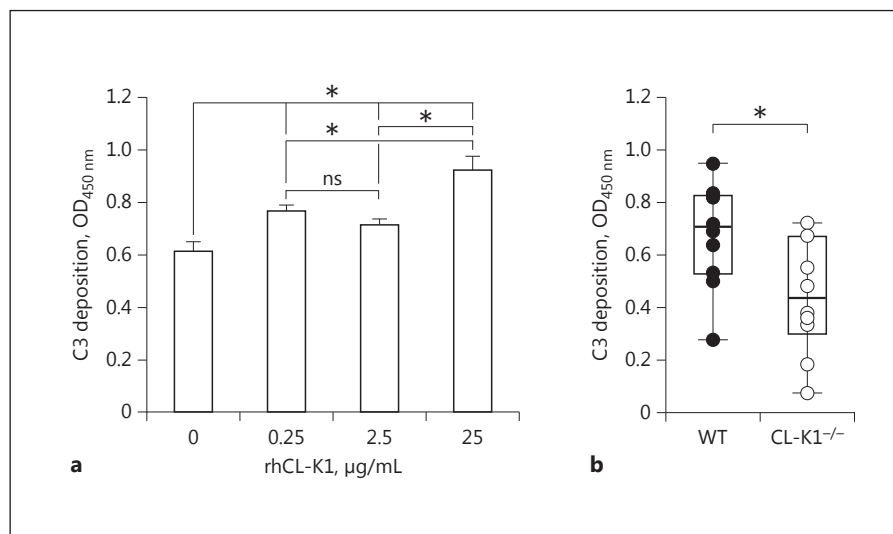 C3 deposition, OD450 nm
1.2
1.0
0.8
0.6
0.4
0.2
0
*
*
*
ns
0 0.25 2.5 25
rhCL-K1, µg/mL
a
C3 deposition, OD450 nm
1.2
1.0
0.8
0.6
0.4
0.2
0
*
WT CL-K1–/–
b